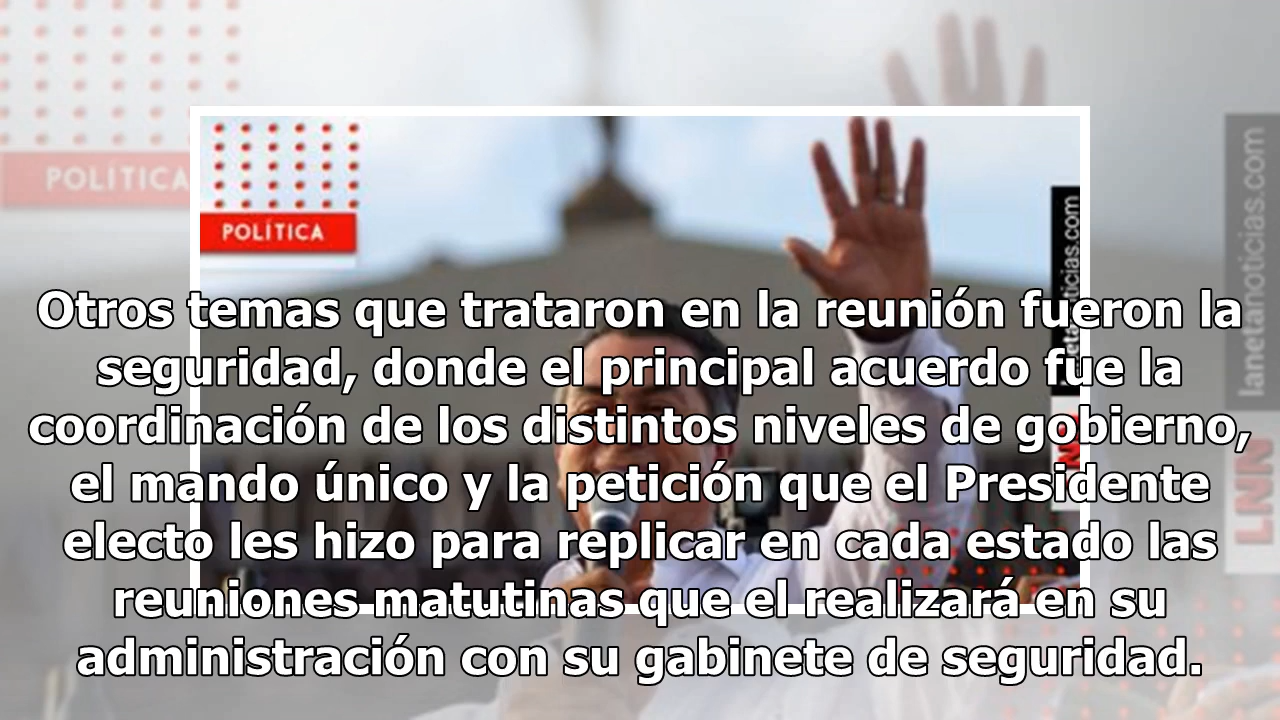 POLÍTICA
POLÍTICA
lanetanoticias.com
Otros temas que trataron en la reunión fueron la
seguridad, donde el principal acuerdo fue la
coordinación de los distintos niveles de gobierno,
el mando único y la petición que el Presidente
electo les hizo para replicar en cada estado las
reuniones matutinas que el realizará en su
administración con su gabinete de seguridad.
LNN